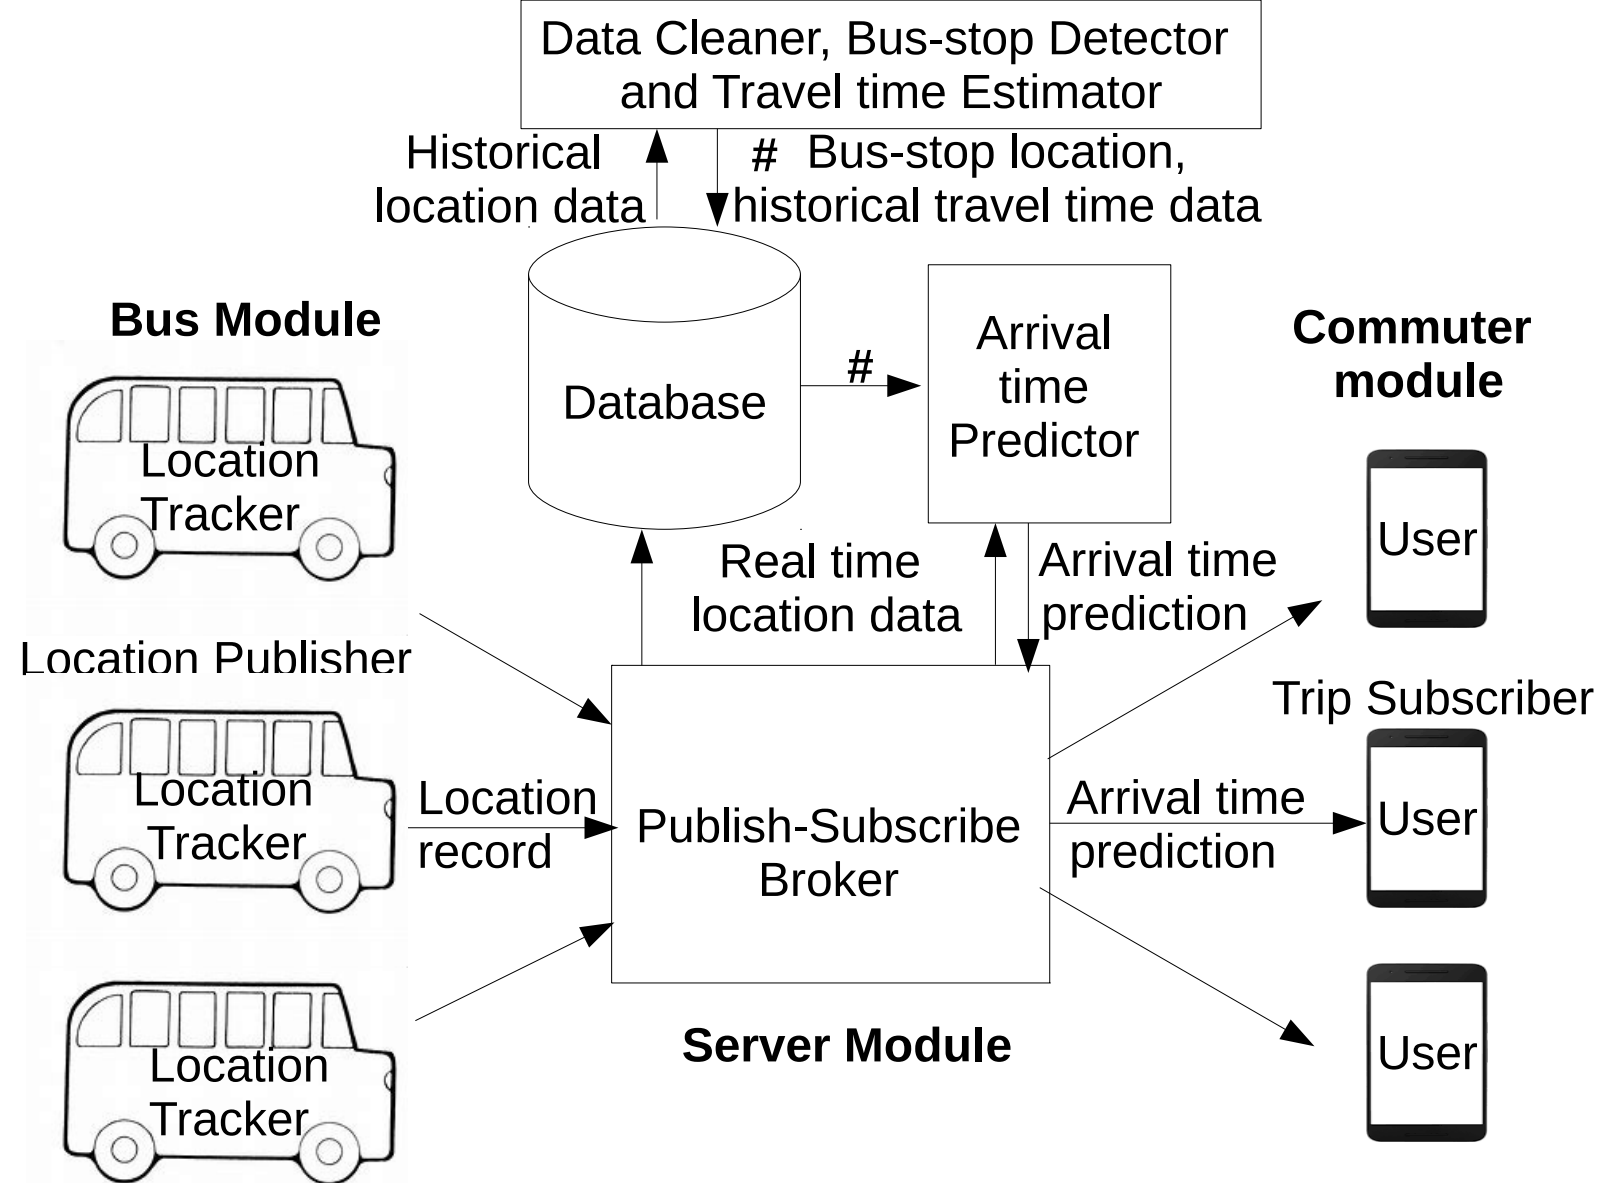 Data Cleaner, Bus-stop Detector
and Travel time Estimator
Historical
location data
# Bus-stop location,
historical travel time data
Bus Module
Database
#
Arrival
time
Predictor
Commuter
module
Location
Tracker
User
Real time
location data
Arrival time
prediction
Location Publisher
Trip Subscriber
Location
Tracker
Location
record
Publish-Subscribe
Broker
Arrival time
prediction
User
Server Module
Location
Tracker
User